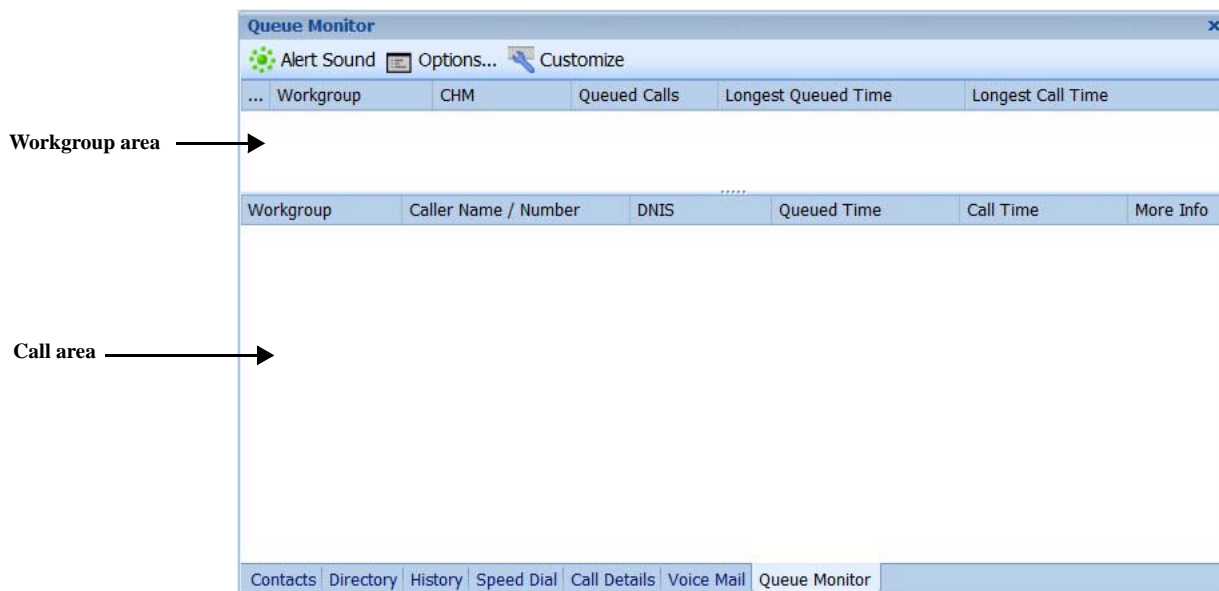 Queue Monitor x
Alert Sound Options... Customize
... Workgroup CHM Queued Calls Longest Queued Time Longest Call Time
Workgroup area
Workgroup Caller Name / Number DNIS Queued Time Call Time More Info
Call area
Contacts Directory History Speed Dial Call Details Voice Mail Queue Monitor